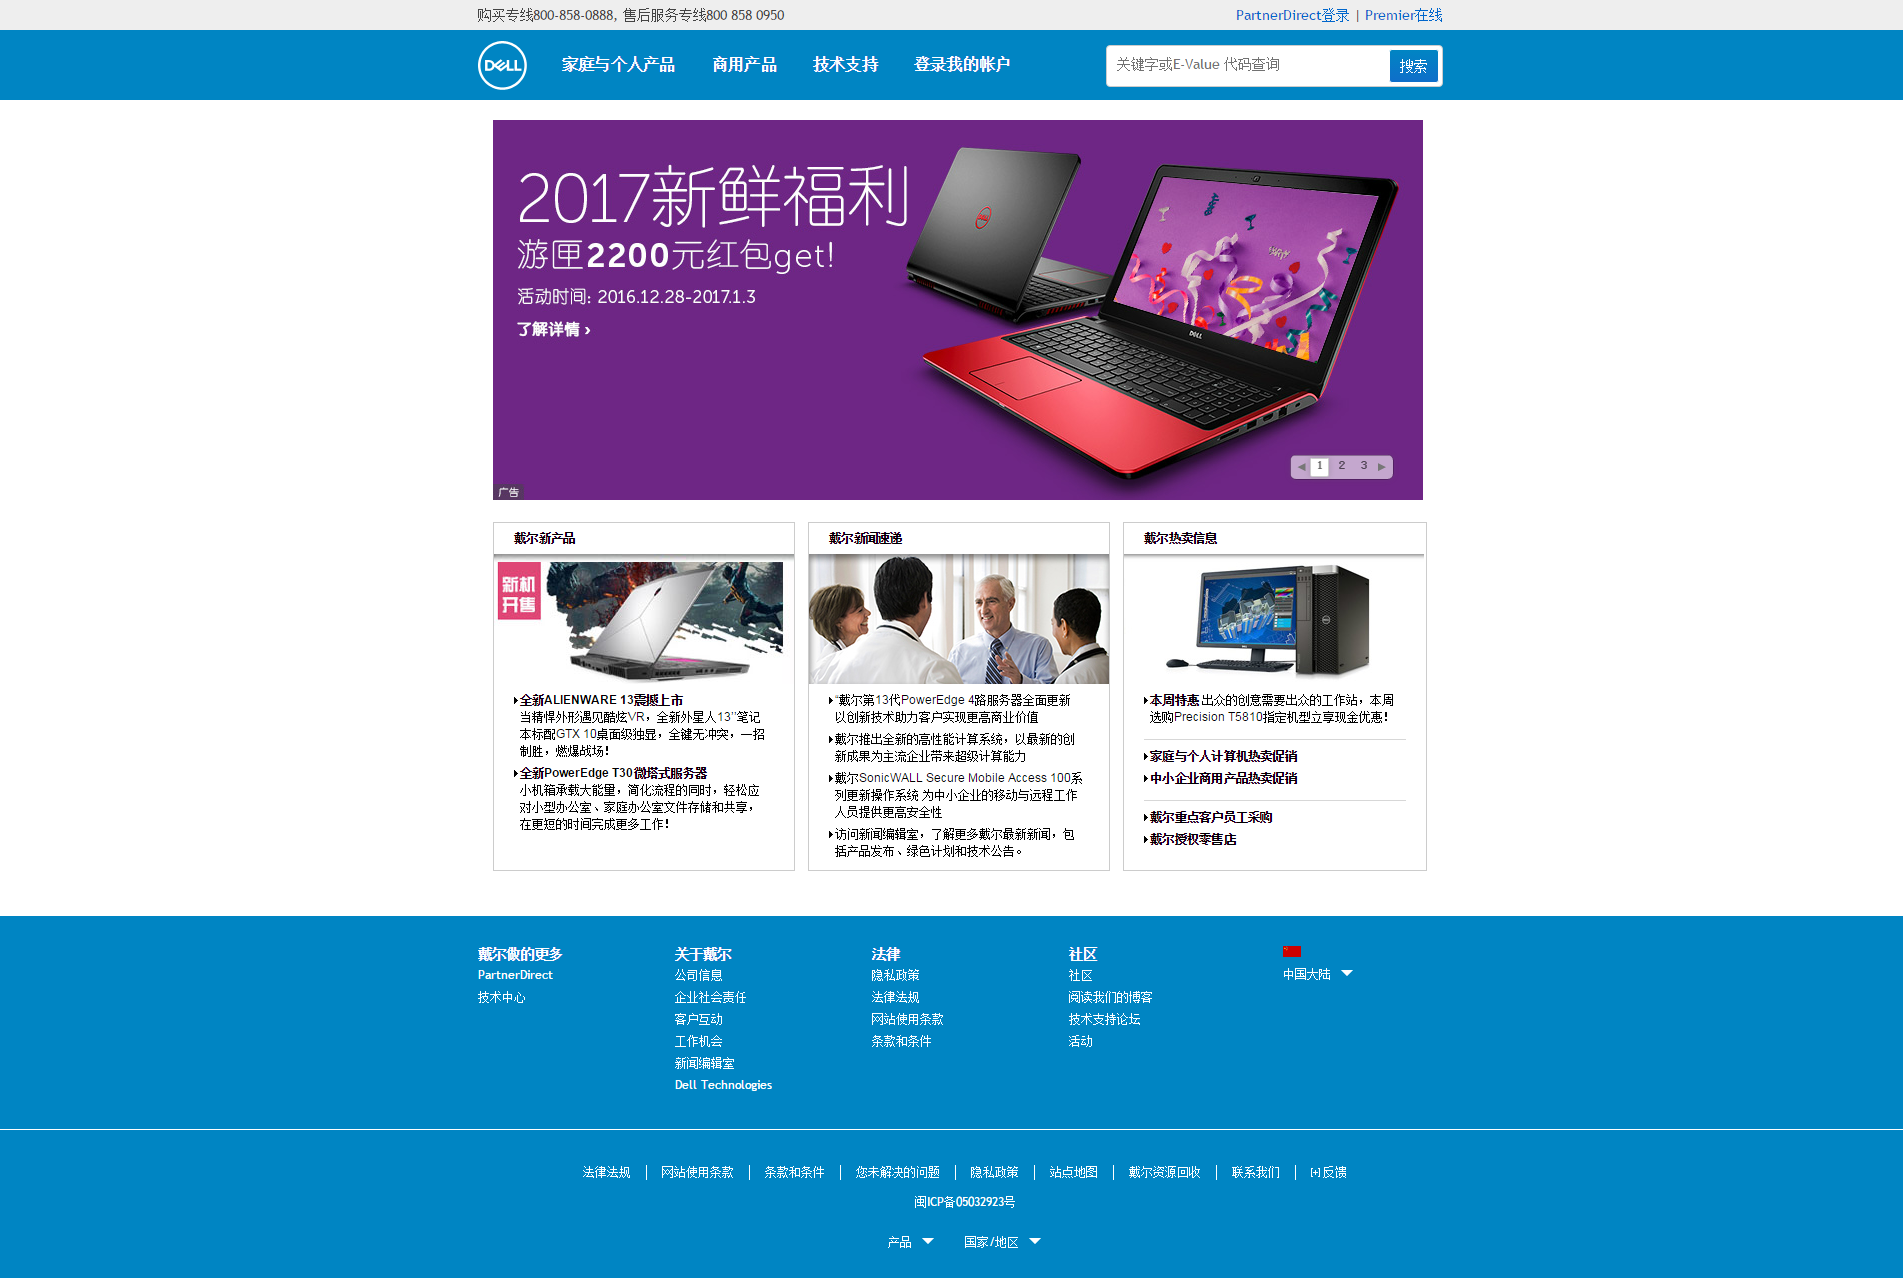 购买专线800-858-0888, 售后服务专线800 858 0950
PartnerDirect登录 | Premier在线
DELL
家庭与个人产品 商用产品 技术支持 登录我的帐户
关键字或E-Value 代码查询
搜索
2017新鲜福利
游匣2200元红包get!
活动时间: 2016.12.28-2017.1.3
了解详情 ›
DELL
1 2 3
广告
戴尔新产品
新机
开售
全新ALIENWARE 13震撼上市
当精悍外形遇见酷炫VR，全新外星人13"笔记
本标配GTX 10桌面级独显，全键无冲突，一招
制胜，燃爆战场！
全新PowerEdge T30微塔式服务器
小机箱承载大能量，简化流程的同时，轻松应
对小型办公室、家庭办公室文件存储和共享，
在更短的时间完成更多工作！
戴尔新闻速递
“戴尔第13代PowerEdge 4路服务器全面更新
以创新技术助力客户实现更高商业价值
戴尔推出全新的高性能计算系统，以最新的创
新成果为主流企业带来超级计算能力
戴尔SonicWALL Secure Mobile Access 100系
列更新操作系统 为中小企业的移动与远程工作
人员提供更高安全性
访问新闻编辑室，了解更多戴尔最新新闻，包
括产品发布、绿色计划和技术公告。
戴尔热卖信息
本周特惠 出众的创意需要出众的工作站，本周
选购Precision T5810指定机型立享现金优惠！
家庭与个人计算机热卖促销
中小企业商用产品热卖促销
戴尔重点客户员工采购
戴尔授权零售店
戴尔做的更多
PartnerDirect
技术中心
关于戴尔
公司信息
企业社会责任
客户互动
工作机会
新闻编辑室
Dell Technologies
法律
隐私政策
法律法规
网站使用条款
条款和条件
社区
社区
阅读我们的博客
技术支持论坛
活动
中国大陆
法律法规 | 网站使用条款 | 条款和条件 | 您未解决的问题 | 隐私政策 | 站点地图 | 戴尔资源回收 | 联系我们 | [+]反馈
闽ICP备05032923号
产品 国家/地区